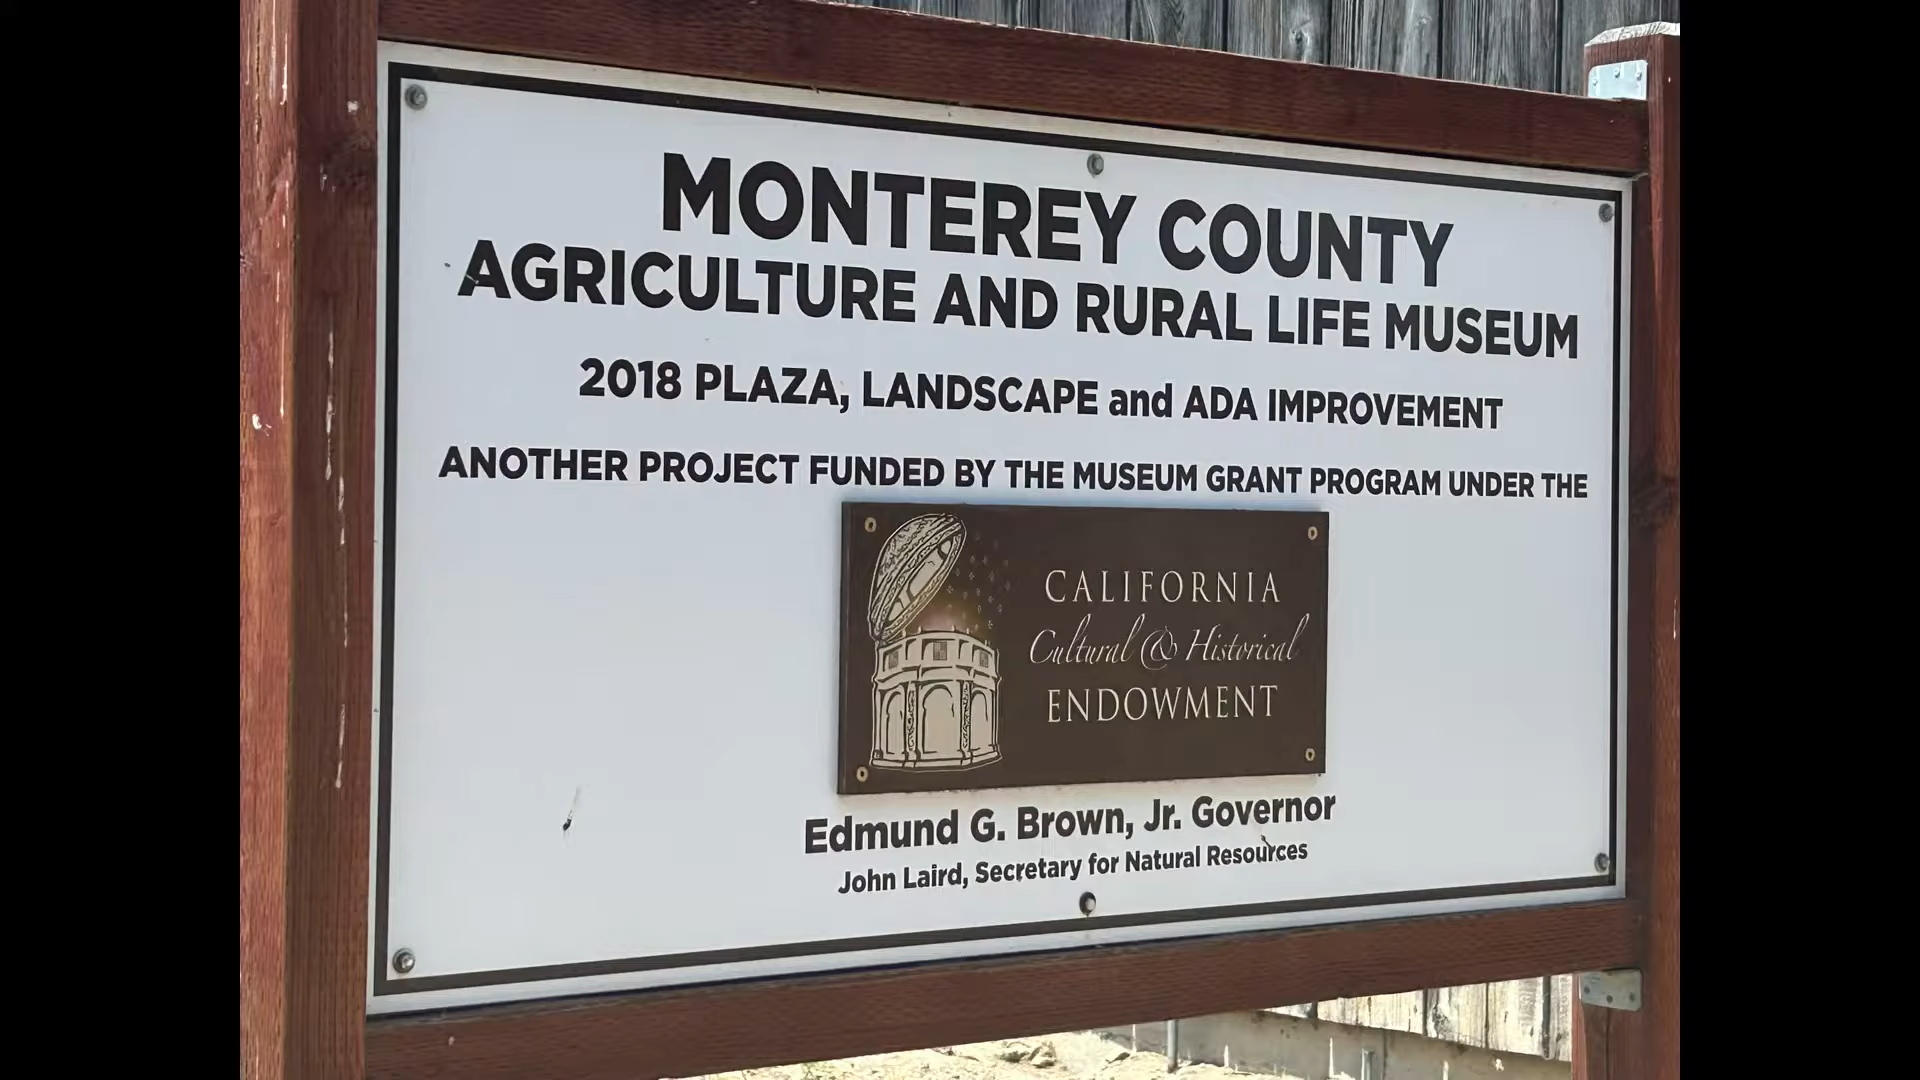 MONTEREY COUNTY
AGRICULTURE AND RURAL LIFE MUSEUM
2018 PLAZA, LANDSCAPE and ADA IMPROVEMENT
ANOTHER PROJECT FUNDED BY THE MUSEUM GRANT PROGRAM UNDER THE
CALIFORNIA
Cultural & Historical
ENDOWMENT
Edmund G. Brown, Jr. Governor
John Laird, Secretary for Natural Resources